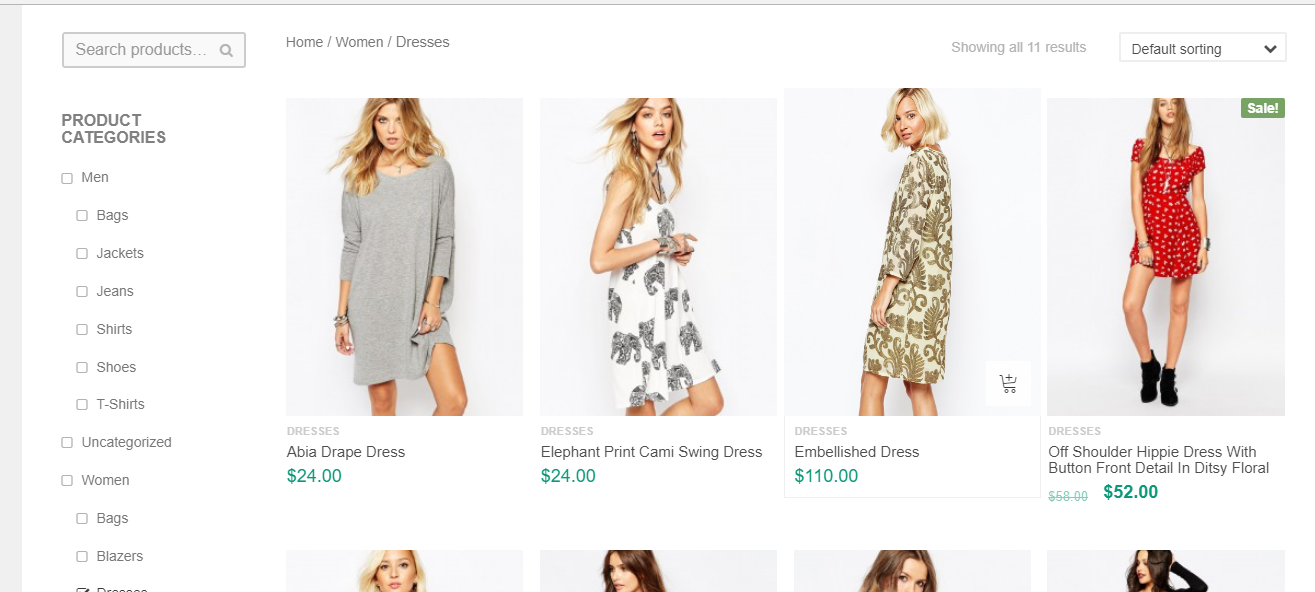 Search products...
Home / Women / Dresses
Showing all 11 results
Default sorting
PRODUCT
CATEGORIES
Men
Bags
Jackets
Jeans
Shirts
Shoes
T-Shirts
Uncategorized
Women
Bags
Blazers
Dresses
DRESSES
Abia Drape Dress
$24.00
DRESSES
Elephant Print Cami Swing Dress
$24.00
DRESSES
Embellished Dress
$110.00
Sale!
DRESSES
Off Shoulder Hippie Dress With
Button Front Detail In Ditsy Floral
$58.00 $52.00